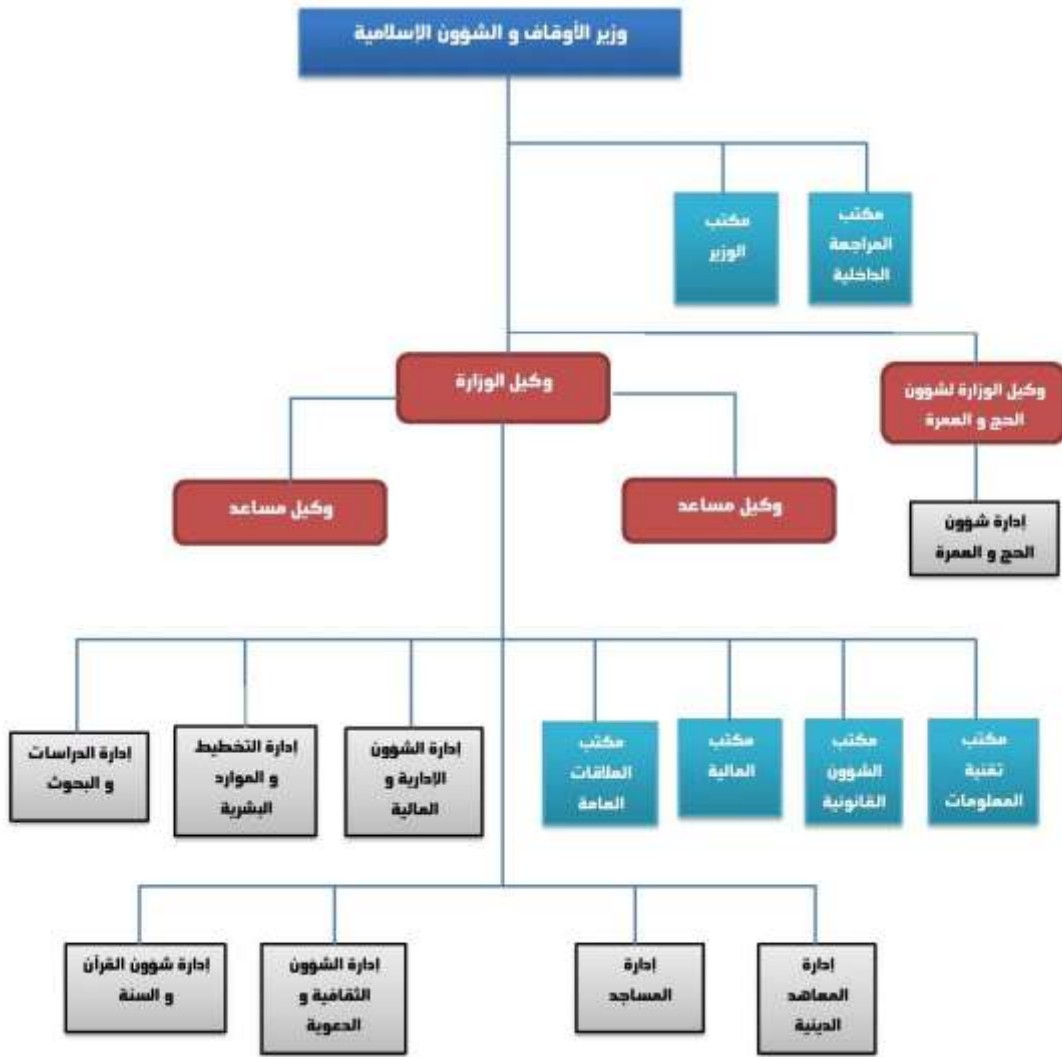 وزير الأوقاف و الشؤون الإسلامية
مكتب
المراجعة
الداخلية
مكتب
الوزير
وكيل الوزارة لشؤون
الحج و العمرة
وكيل الوزارة
وكيل مساعد
وكيل مساعد
إدارة شؤون
الحج و العمرة
مكتب
تقنية
المعلومات
مكتب
الشؤون
القانونية
مكتب
المالية
مكتب
العلاقات
العامة
إدارة الشؤون
الإدارية و
المالية
إدارة التخطيط
و الموارد
البشرية
إدارة الدراسات
و البحوث
إدارة
المعاهد
الدينية
إدارة
المساجد
إدارة الشؤون
الثقافية و
الدعوية
إدارة شؤون القرأن
و السنة